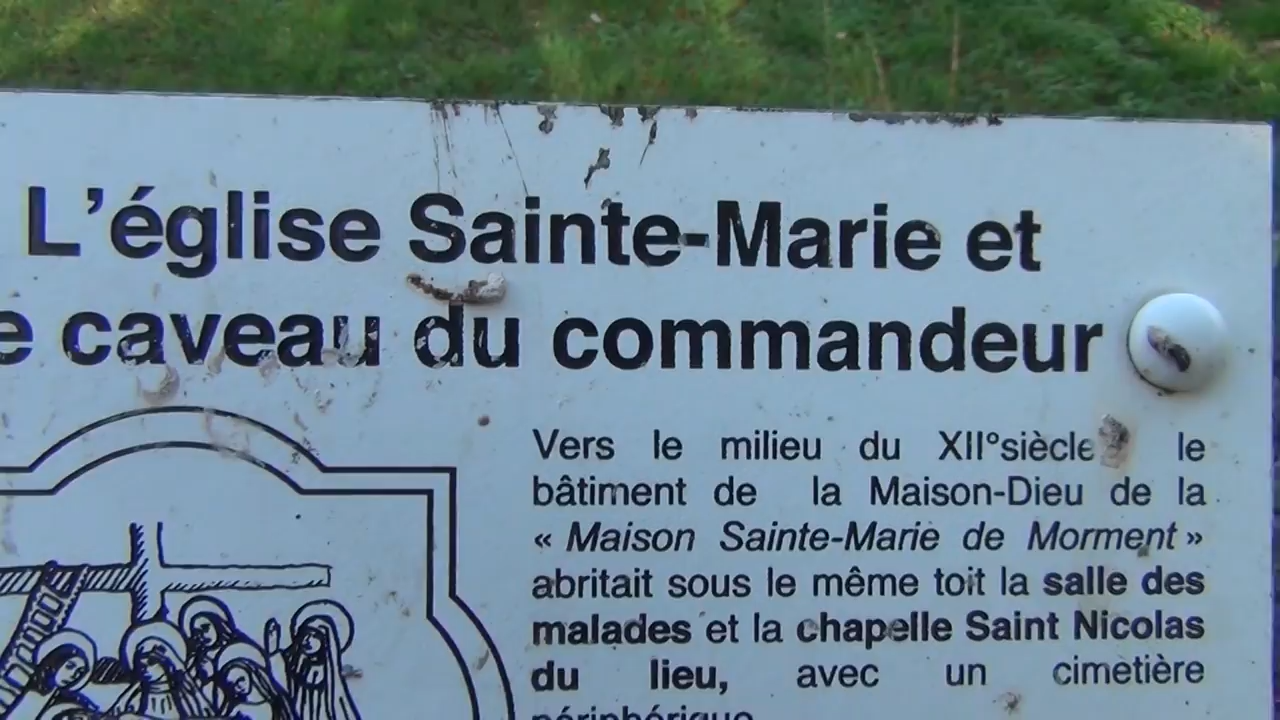 L'église Sainte-Marie et
e caveau du commandeur
Vers le milieu du XII°siècle le
bâtiment de la Maison-Dieu de la
« Maison Sainte-Marie de Morment »
abritait sous le même toit la salle des
malades et la chapelle Saint Nicolas
du lieu, avec un cimetière
périphérique